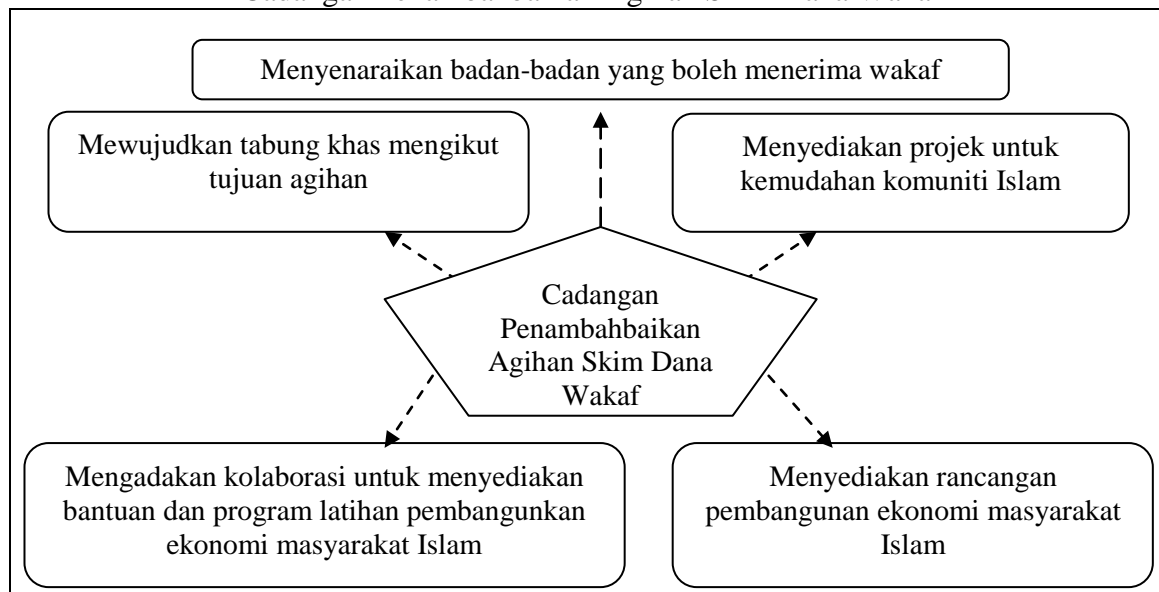 Menyenaraikan badan-badan yang boleh menerima wakaf
Mewujudkan tabung khas mengikut
tujuan agihan
Menyediakan projek untuk
kemudahan komuniti Islam
Cadangan
Penambahbaikan
Agihan Skim Dana
Wakaf
Mengadakan kolaborasi untuk menyediakan
bantuan dan program latihan pembangunkan
ekonomi masyarakat Islam
Menyediakan rancangan
pembangunan ekonomi masyarakat
Islam